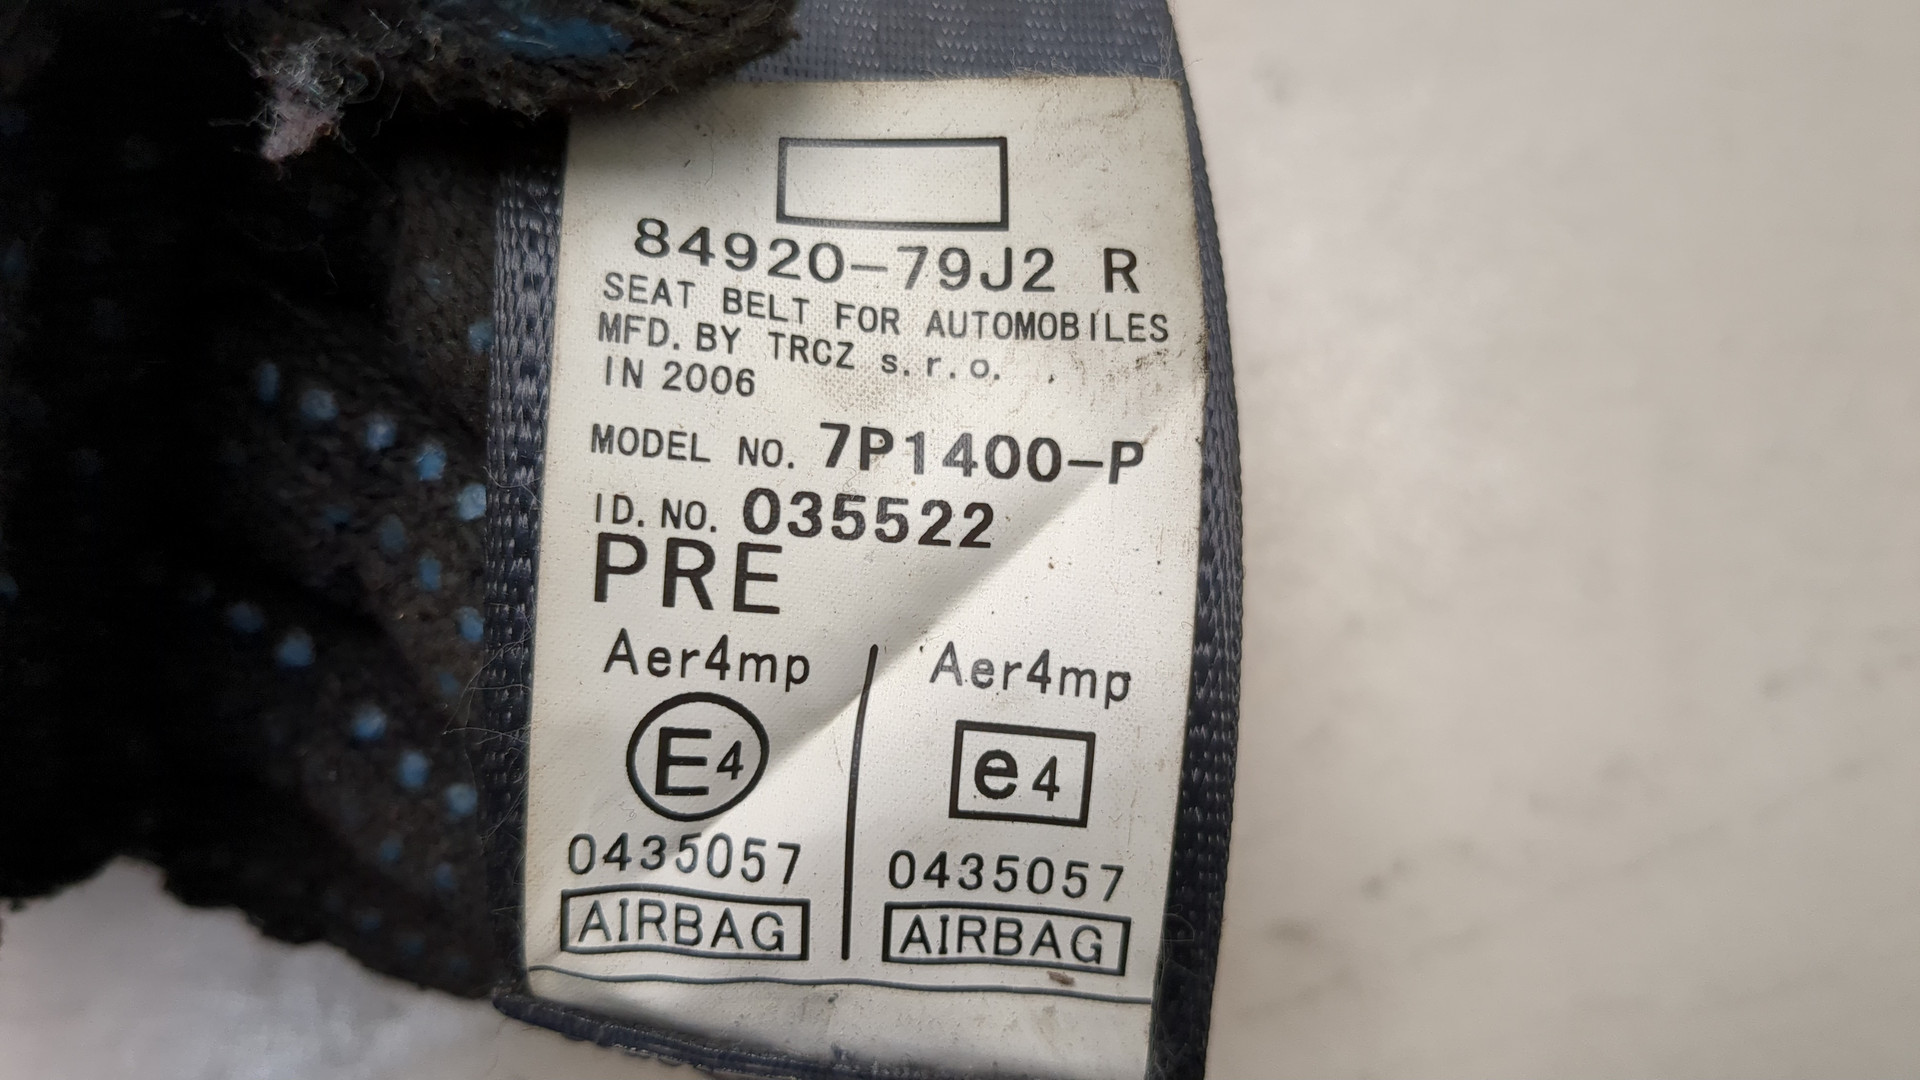 84920-79J2 R
SEAT BELT FOR AUTOMOBILES
MFD. BY TRCZ s.r.o.
IN 2006
MODEL NO. 7P1400-P
ID. NO. 035522
PRE
Aer4mp Aer4mp
E4 e4
0435057 0435057
AIRBAG AIRBAG